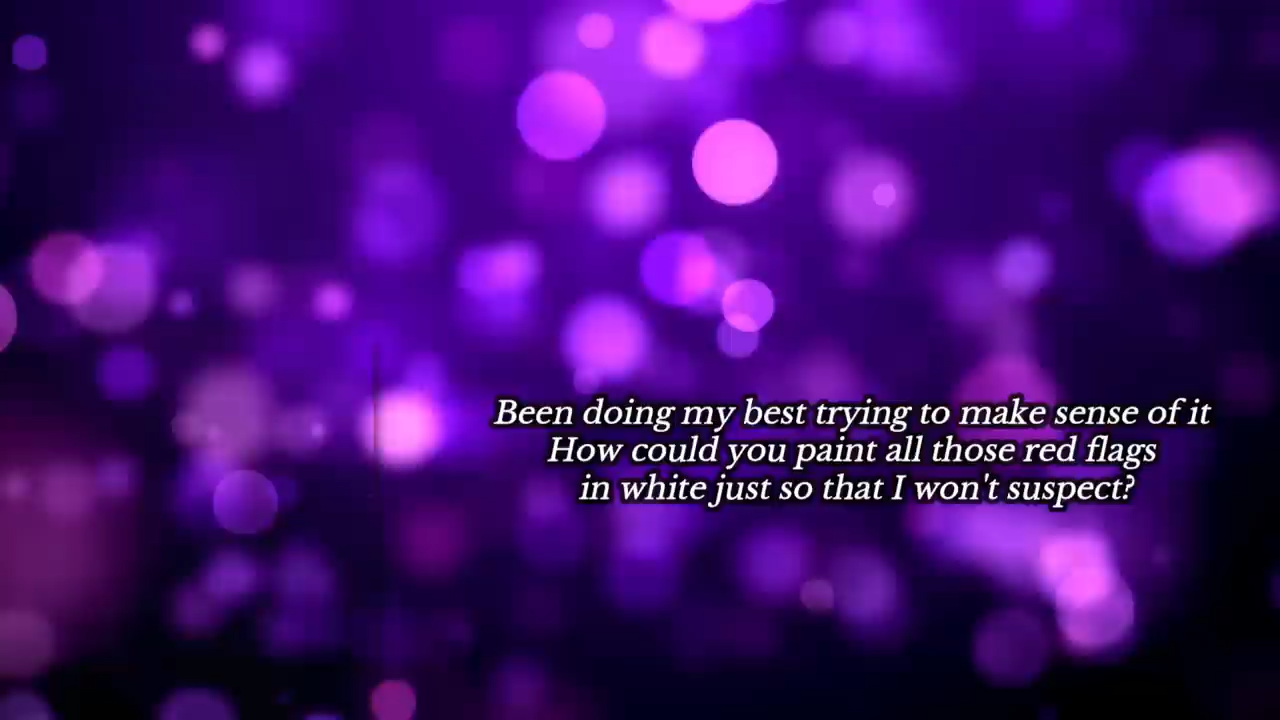 Been doing my best trying to make sense of it
How could you paint all those red flags
in white just so that I won't suspect?